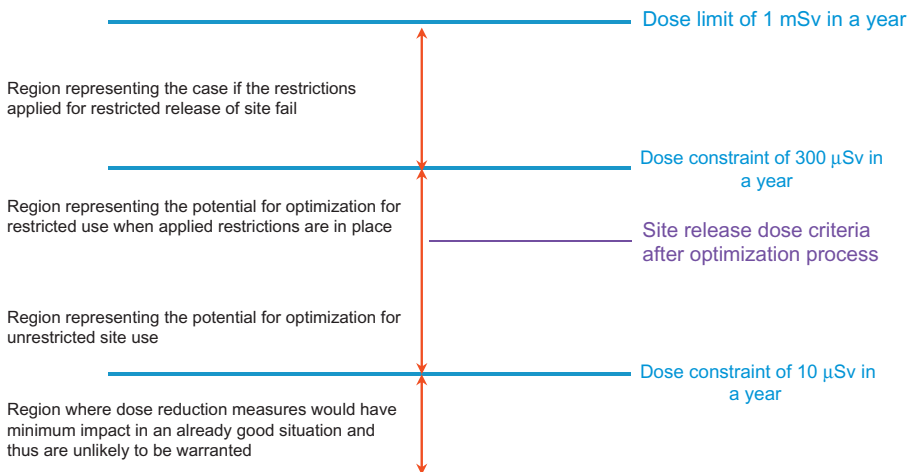 Dose limit of 1 mSv in a year
Region representing the case if the restrictions
applied for restricted release of site fail
Dose constraint of 300 μSv in
a year
Region representing the potential for optimization for
restricted use when applied restrictions are in place
Site release dose criteria
after optimization process
Region representing the potential for optimization for
unrestricted site use
Dose constraint of 10 μSv in
a year
Region where dose reduction measures would have
minimum impact in an already good situation and
thus are unlikely to be warranted